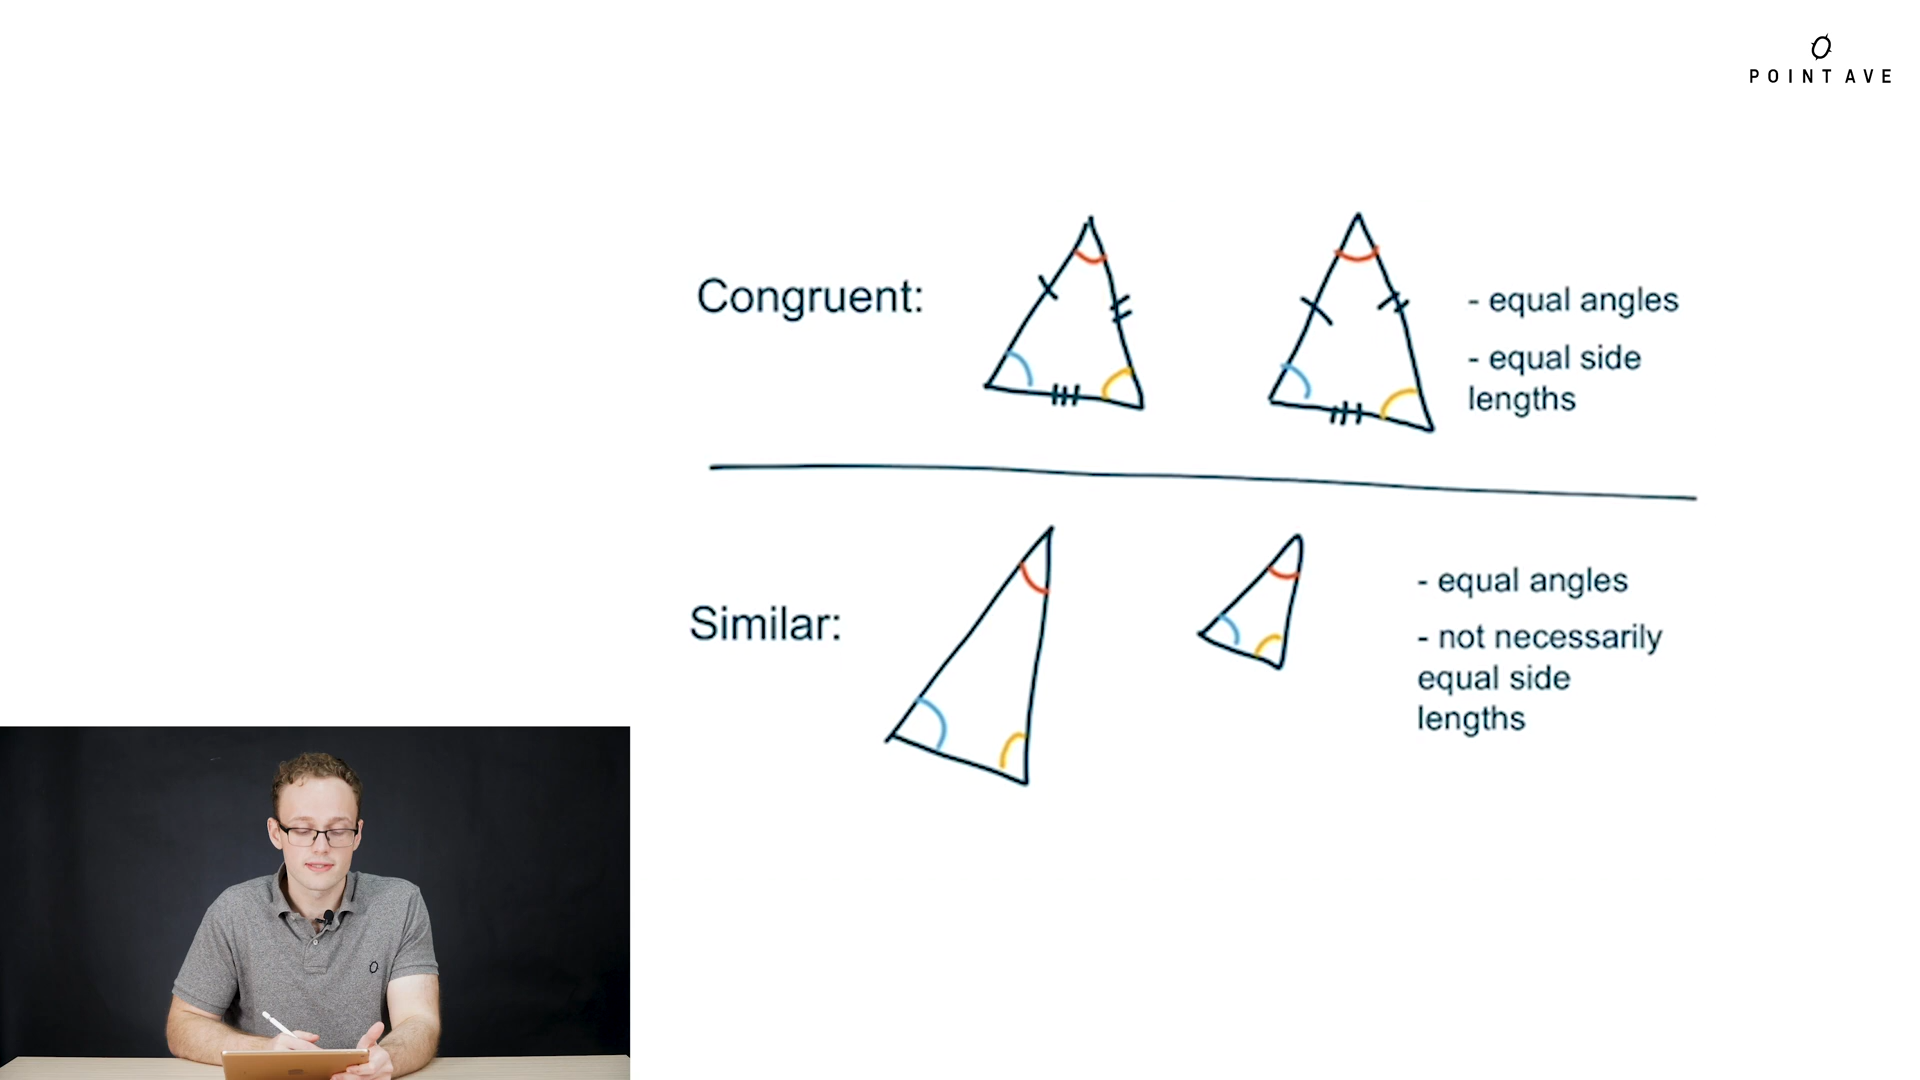 POINT AVE
Congruent:
- equal angles
- equal side
lengths
Similar:
- equal angles
- not necessarily
equal side
lengths